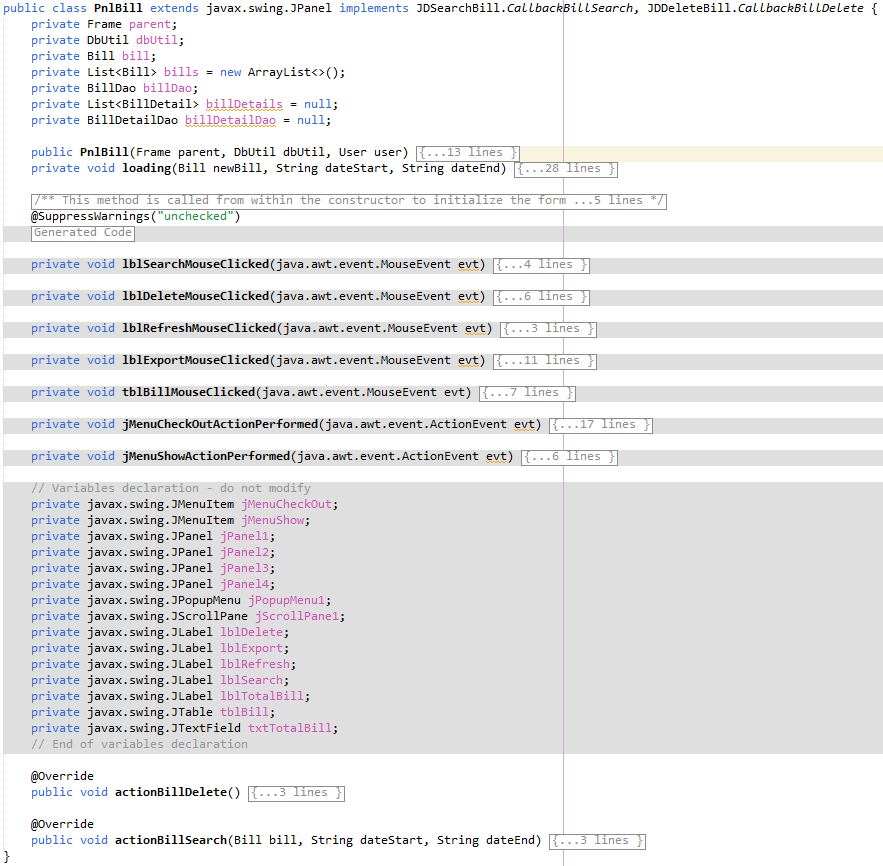 public class PnlBill extends javax.swing.JPanel implements JDSearchBill.CallbackBillSearch, JDDeleteBill.CallbackBillDelete {
    private Frame parent;
    private DbUtil dbUtil;
    private Bill bill;
    private List<Bill> bills = new ArrayList<>();
    private BillDao billDao;
    private List<BillDetail> billDetails = null;
    private BillDetailDao billDetailDao = null;

    public PnlBill(Frame parent, DbUtil dbUtil, User user) {...13 lines }
    private void loading(Bill newBill, String dateStart, String dateEnd) {...28 lines }

    /** This method is called from within the constructor to initialize the form ...5 lines */
    @SuppressWarnings("unchecked")
    Generated Code

    private void lblSearchMouseClicked(java.awt.event.MouseEvent evt) {...4 lines }

    private void lblDeleteMouseClicked(java.awt.event.MouseEvent evt) {...6 lines }

    private void lblRefreshMouseClicked(java.awt.event.MouseEvent evt) {...3 lines }

    private void lblExportMouseClicked(java.awt.event.MouseEvent evt) {...11 lines }

    private void tblBillMouseClicked(java.awt.event.MouseEvent evt) {...7 lines }

    private void jMenuCheckOutActionPerformed(java.awt.event.ActionEvent evt) {...17 lines }

    private void jMenuShowActionPerformed(java.awt.event.ActionEvent evt) {...6 lines }

    // Variables declaration - do not modify
    private javax.swing.JMenuItem jMenuCheckOut;
    private javax.swing.JMenuItem jMenuShow;
    private javax.swing.JPanel jPanel1;
    private javax.swing.JPanel jPanel2;
    private javax.swing.JPanel jPanel3;
    private javax.swing.JPanel jPanel4;
    private javax.swing.JPopupMenu jPopupMenu1;
    private javax.swing.JScrollPane jScrollPane1;
    private javax.swing.JLabel lblDelete;
    private javax.swing.JLabel lblExport;
    private javax.swing.JLabel lblRefresh;
    private javax.swing.JLabel lblSearch;
    private javax.swing.JLabel lblTotalBill;
    private javax.swing.JTable tblBill;
    private javax.swing.JTextField txtTotalBill;
    // End of variables declaration

    @Override
    public void actionBillDelete() {...3 lines }

    @Override
    public void actionBillSearch(Bill bill, String dateStart, String dateEnd) {...3 lines }
}